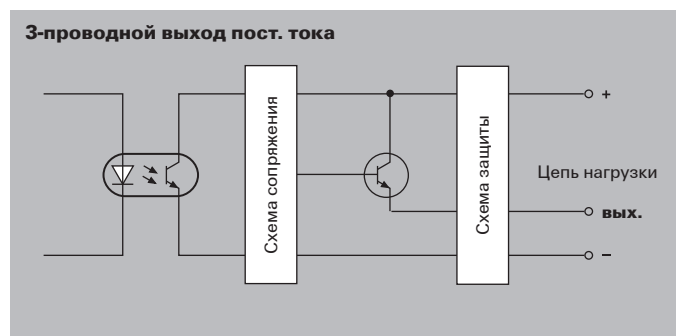 3-проводной выход пост. тока
Схема сопряжения
Схема защиты
+
Цепь нагрузки
вых.
–